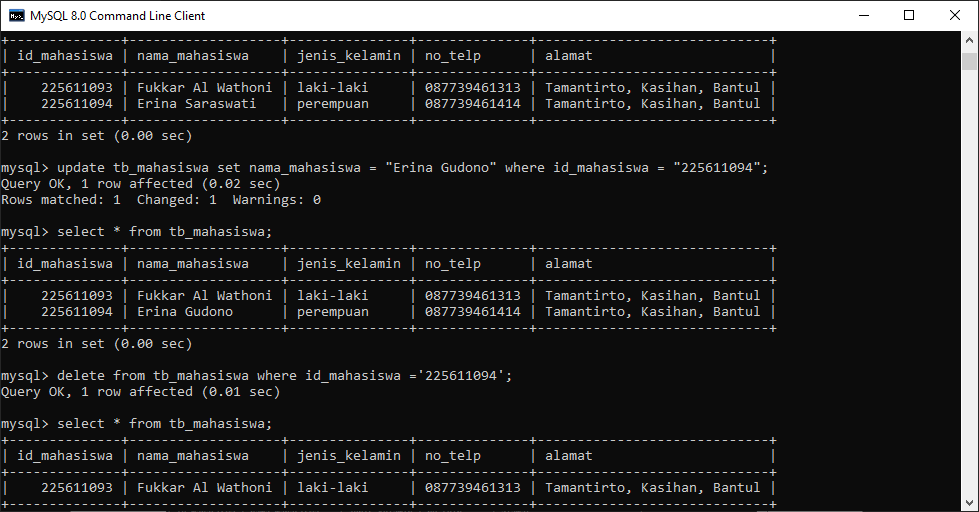 MySQL 8.0 Command Line Client
+--------------+-------------------+---------------+--------------+----------------------------+
| id_mahasiswa | nama_mahasiswa    | jenis_kelamin | no_telp      | alamat                     |
+--------------+-------------------+---------------+--------------+----------------------------+
|    225611093 | Fukkar Al Wathoni | laki-laki     | 087739461313 | Tamantirto, Kasihan, Bantul |
|    225611094 | Erina Saraswati   | perempuan     | 087739461414 | Tamantirto, Kasihan, Bantul |
+--------------+-------------------+---------------+--------------+----------------------------+
2 rows in set (0.00 sec)
mysql> update tb_mahasiswa set nama_mahasiswa = "Erina Gudono" where id_mahasiswa = "225611094";
Query OK, 1 row affected (0.02 sec)
Rows matched: 1  Changed: 1  Warnings: 0
mysql> select * from tb_mahasiswa;
+--------------+-------------------+---------------+--------------+----------------------------+
| id_mahasiswa | nama_mahasiswa    | jenis_kelamin | no_telp      | alamat                     |
+--------------+-------------------+---------------+--------------+----------------------------+
|    225611093 | Fukkar Al Wathoni | laki-laki     | 087739461313 | Tamantirto, Kasihan, Bantul |
|    225611094 | Erina Gudono      | perempuan     | 087739461414 | Tamantirto, Kasihan, Bantul |
+--------------+-------------------+---------------+--------------+----------------------------+
2 rows in set (0.00 sec)
mysql> delete from tb_mahasiswa where id_mahasiswa ='225611094';
Query OK, 1 row affected (0.01 sec)
mysql> select * from tb_mahasiswa;
+--------------+-------------------+---------------+--------------+----------------------------+
| id_mahasiswa | nama_mahasiswa    | jenis_kelamin | no_telp      | alamat                     |
+--------------+-------------------+---------------+--------------+----------------------------+
|    225611093 | Fukkar Al Wathoni | laki-laki     | 087739461313 | Tamantirto, Kasihan, Bantul |
+--------------+-------------------+---------------+--------------+----------------------------+